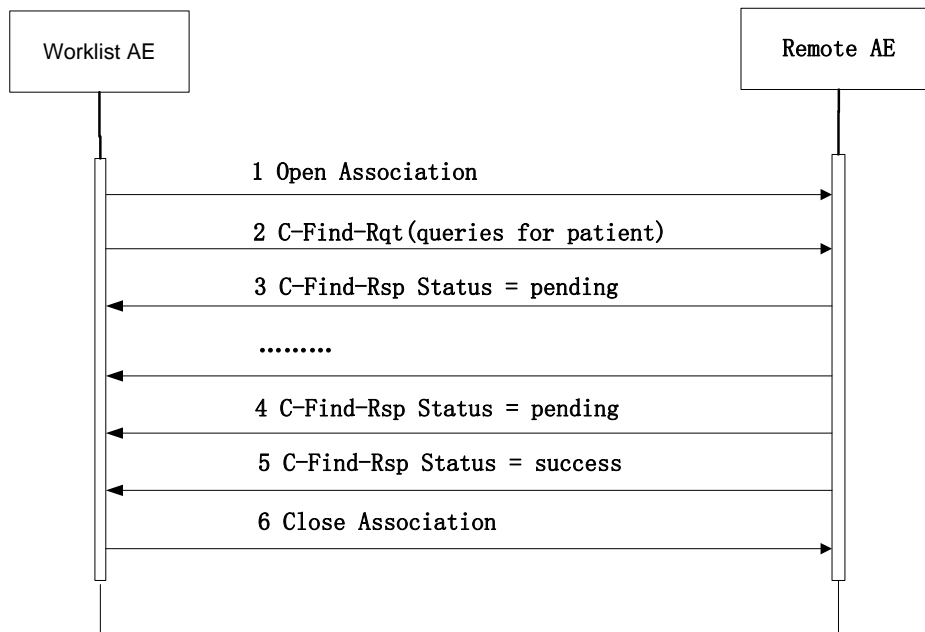 Worklist AE
Remote AE
1 Open Association
2 C-Find-Rqt(queries for patient)
3 C-Find-Rsp Status = pending
………
4 C-Find-Rsp Status = pending
5 C-Find-Rsp Status = success
6 Close Association